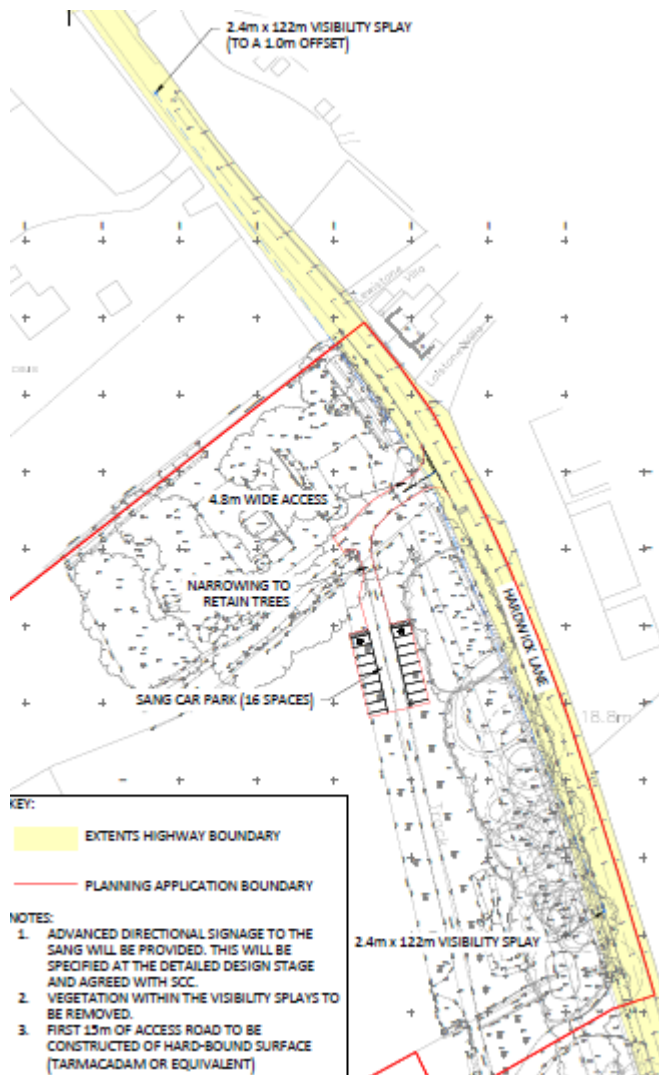 2.4m x 122m VISIBILITY SPLAY
(TO A 1.0m OFFSET)
Lewistone
Villa
4.8m WIDE ACCESS
NARROWING TO
RETAIN TREES
HARDWICK LANE
SANG CAR PARK (16 SPACES)
18.8m
KEY:
EXTENTS HIGHWAY BOUNDARY
PLANNING APPLICATION BOUNDARY
2.4m x 122m VISIBILITY SPLAY
NOTES:
1. ADVANCED DIRECTIONAL SIGNAGE TO THE
SANG WILL BE PROVIDED. THIS WILL BE
SPECIFIED AT THE DETAILED DESIGN STAGE
AND AGREED WITH SCC.
2. VEGETATION WITHIN THE VISIBILITY SPLAYS TO
BE REMOVED.
3. FIRST 15m OF ACCESS ROAD TO BE
CONSTRUCTED OF HARD-BOUND SURFACE
(TARMACADAM OR EQUIVALENT)